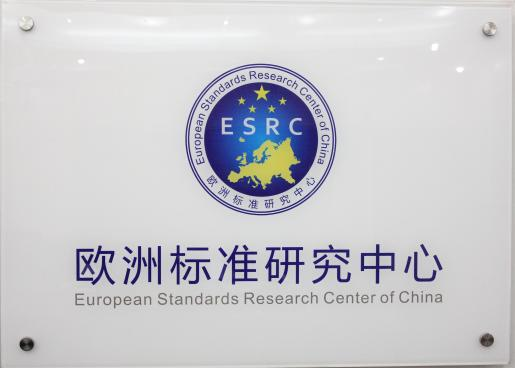 European Standards Research Center of China
ESRC
欧洲标准研究中心
欧洲标准研究中心
European Standards Research Center of China